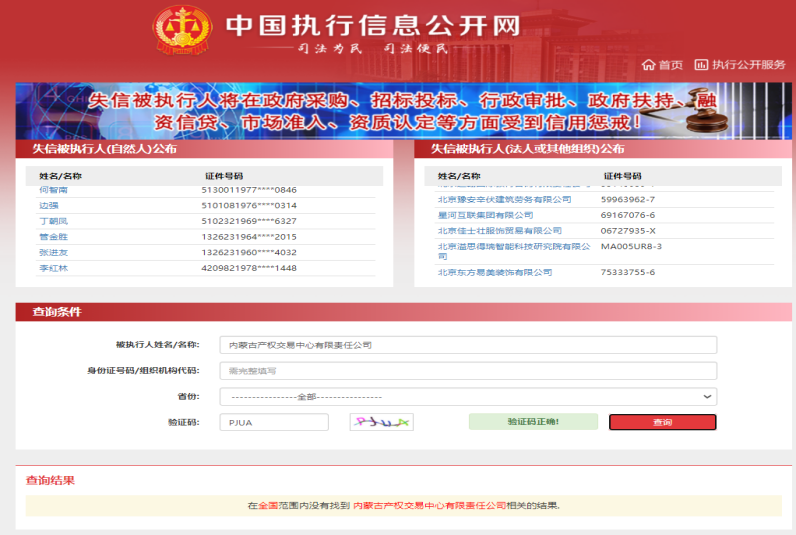 中国执行信息公开网
司法为民 司法便民
首页 执行公开服务
失信被执行人将在政府采购、招标投标、行政审批、政府扶持、融
资信贷、市场准入、资质认定等方面受到信用惩戒！
失信被执行人(自然人)公布
姓名/名称 证件号码
何智南 5130011977****0846
边强 5101081976****0314
丁朝凤 5102321969****6327
管金胜 1326231964****2015
张进友 1326231960****4032
李红林 4209821978****1448
失信被执行人(法人或其他组织)公布
姓名/名称 证件号码
北京豫安幸伏建筑劳务有限公司 59963962-7
星河互联集团有限公司 69167076-6
北京佳士壮服饰贸易有限公司 06727935-X
北京溢思得瑞智能科技研究院有限公 MA005UR8-3
司
北京东方易美装饰有限公司 75333755-6
查询条件
被执行人姓名/名称: 内蒙古产权交易中心有限责任公司
身份证号码/组织机构代码: 需完整填写
省份: ----------------全部----------------
验证码: PJUA PJUA 验证码正确! 查询
查询结果
在全国范围内没有找到 内蒙古产权交易中心有限责任公司相关的结果.